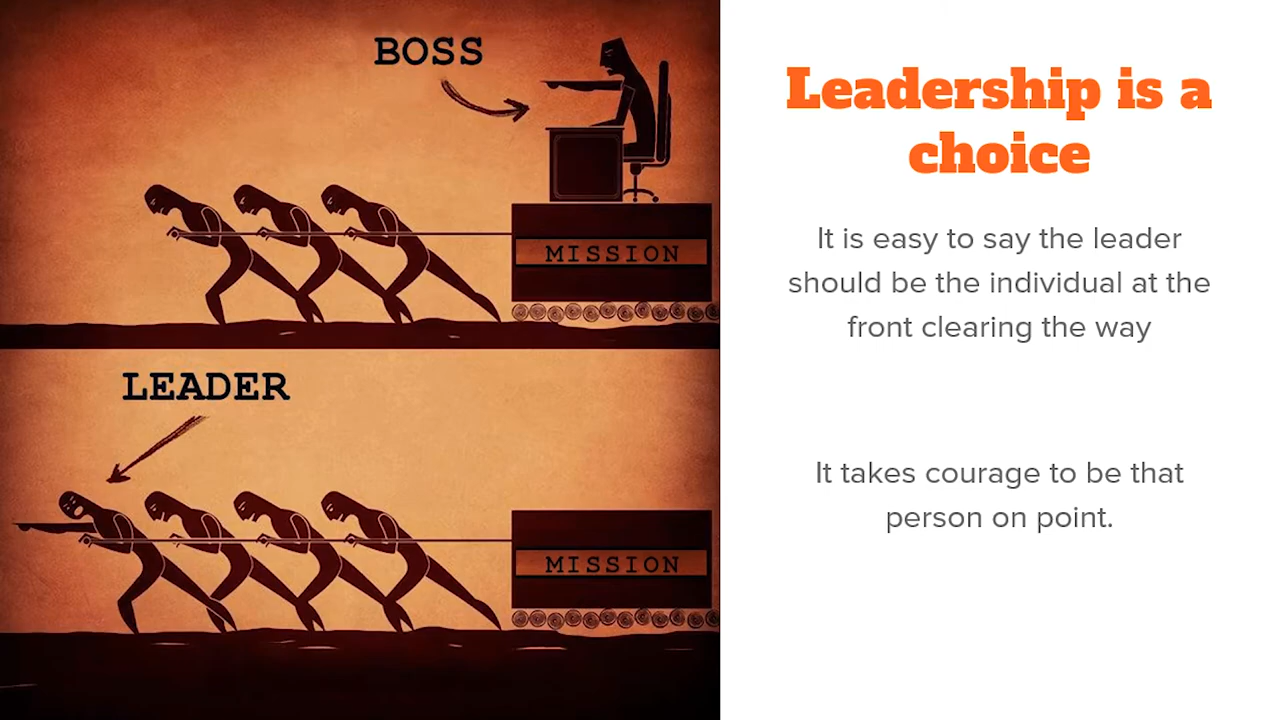 BOSS
MISSION
LEADER
MISSION
Leadership is a
choice
It is easy to say the leader
should be the individual at the
front clearing the way
It takes courage to be that
person on point.